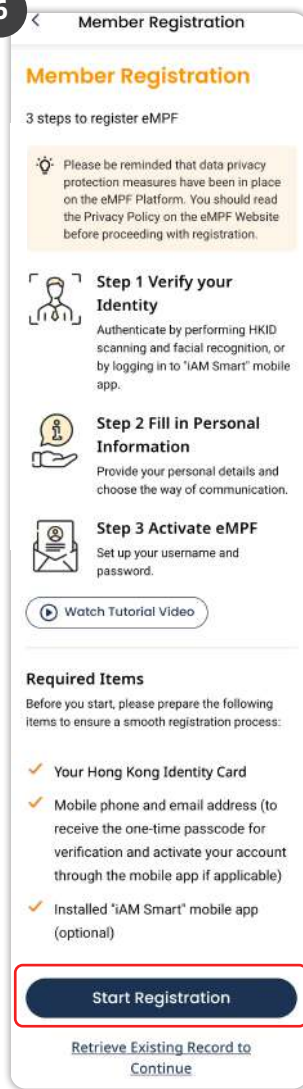 6
Member Registration
Member Registration
3 steps to register eMPF
Please be reminded that data privacy
protection measures have been in place
on the eMPF Platform. You should read
the Privacy Policy on the eMPF Website
before proceeding with registration.
Step 1 Verify your
Identity
Authenticate by performing HKID
scanning and facial recognition, or
by logging in to "iAM Smart" mobile
app.
Step 2 Fill in Personal
Information
Provide your personal details and
choose the way of communication.
Step 3 Activate eMPF
Set up your username and
password.
Watch Tutorial Video
Required Items
Before you start, please prepare the following
items to ensure a smooth registration process:
Your Hong Kong Identity Card
Mobile phone and email address (to
receive the one-time passcode for
verification and activate your account
through the mobile app if applicable)
Installed "iAM Smart" mobile app
(optional)
Start Registration
Retrieve Existing Record to
Continue